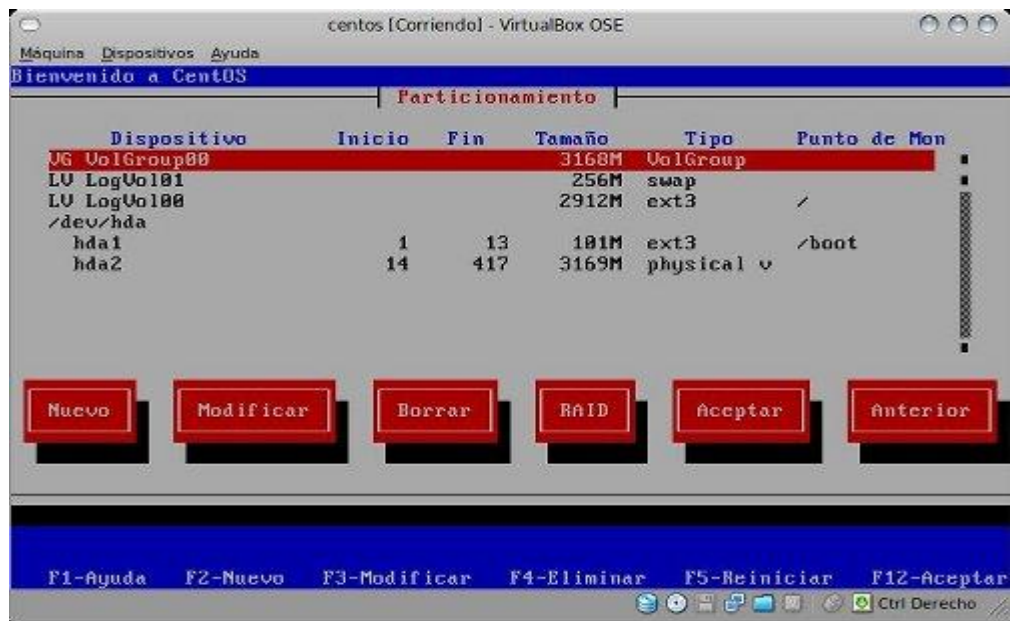 centos [Corriendo] - VirtualBox OSE
Máquina Dispositivos Ayuda
Bienvenido a CentOS
Particionamiento
Dispositivo Inicio Fin Tamaño Tipo Punto de Mon
VG VolGroup00 3168M VolGroup
LV LogVol01 256M swap
LV LogVol00 2912M ext3 /
/dev/hda
hda1 1 13 101M ext3 /boot
hda2 14 417 3169M physical v
Nuevo Modificar Borrar RAID Aceptar Anterior
F1-Ayuda F2-Nuevo F3-Modificar F4-Eliminar F5-Reiniciar F12-Aceptar
Ctrl Derecho